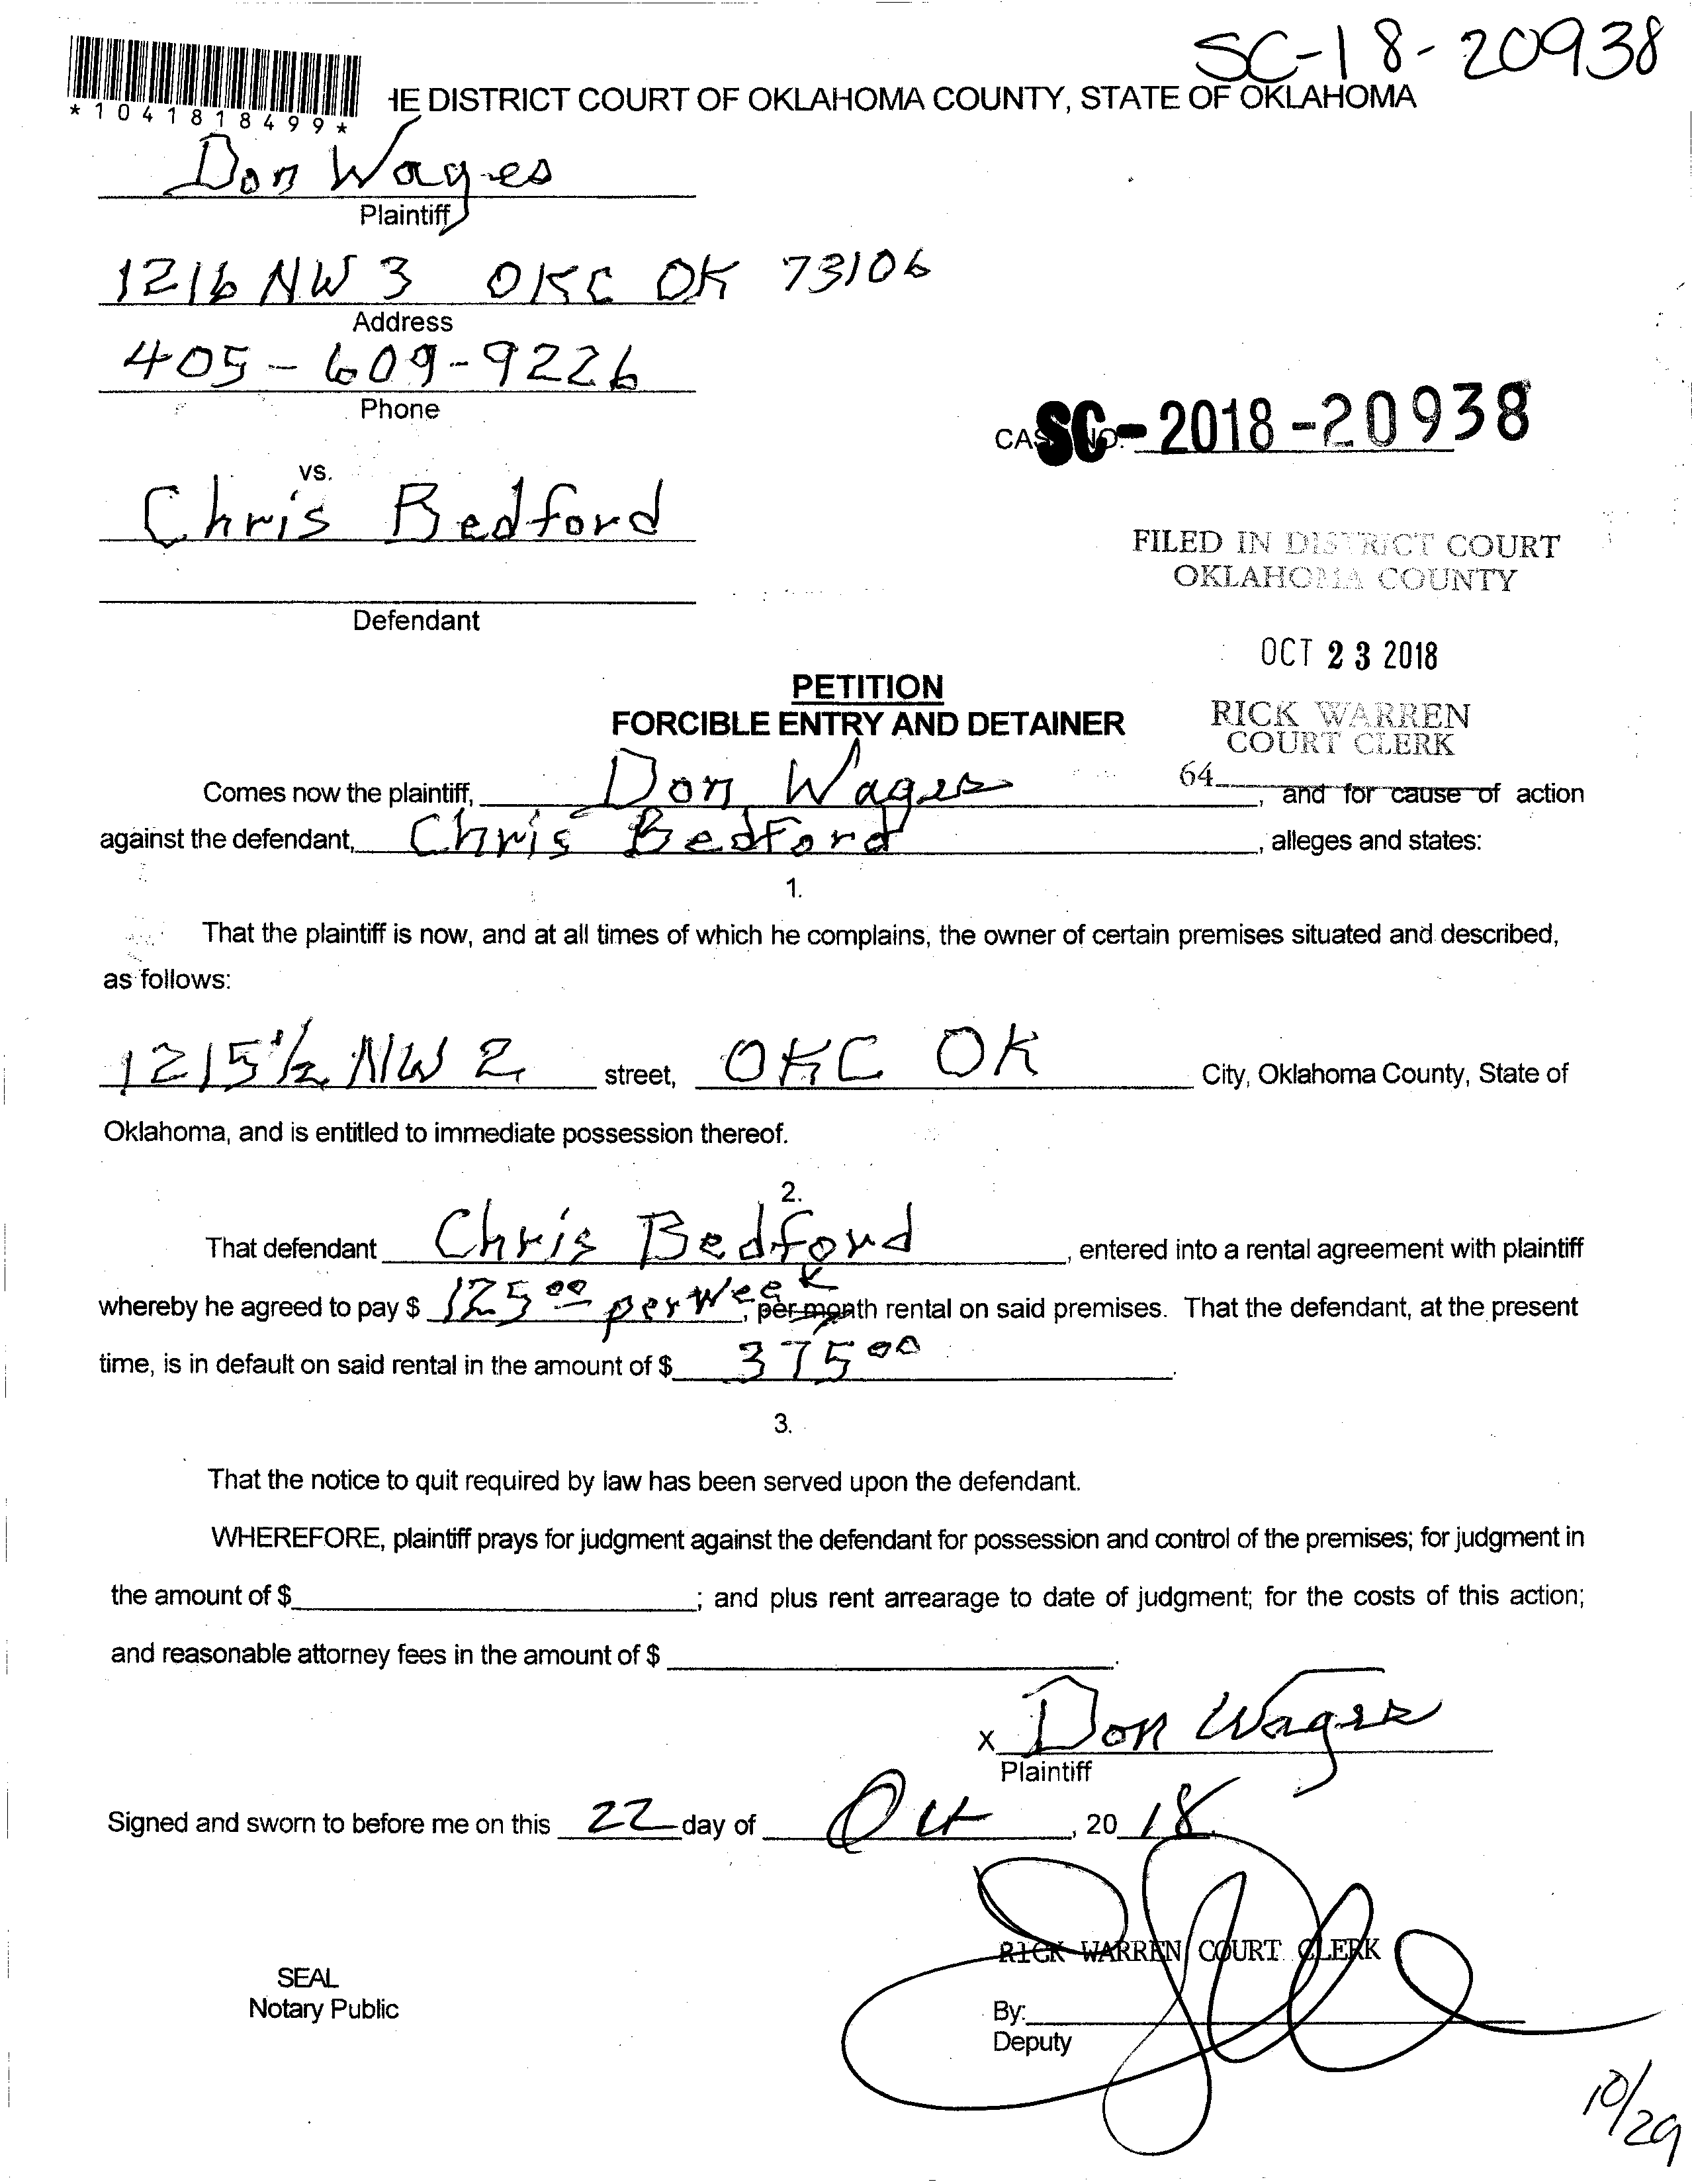 SC-18-20938
*1041818499*
HE DISTRICT COURT OF OKLAHOMA COUNTY, STATE OF OKLAHOMA
Don Wages
Plaintiff
1216 NW 3 OKC OK 73106
Address
405-609-9226
Phone
CASE NO. SC-2018-20938
vs.
Chris Bedford
FILED IN DISTRICT COURT
OKLAHOMA COUNTY
Defendant
OCT 23 2018
PETITION
RICK WARREN
FORCIBLE ENTRY AND DETAINER
COURT CLERK
64
Comes now the plaintiff, Don Wages, and for cause of action
against the defendant, Chris Bedford, alleges and states:
1.
That the plaintiff is now, and at all times of which he complains, the owner of certain premises situated and described,
as follows:
1215 1/2 NW 2 street, OKC OK City, Oklahoma County, State of
Oklahoma, and is entitled to immediate possession thereof.
2.
That defendant Chris Bedford, entered into a rental agreement with plaintiff
whereby he agreed to pay $ 125 00 per week, per month rental on said premises. That the defendant, at the present
time, is in default on said rental in the amount of $ 375 00.
3.
That the notice to quit required by law has been served upon the defendant.
WHEREFORE, plaintiff prays for judgment against the defendant for possession and control of the premises; for judgment in
the amount of $ ; and plus rent arrearage to date of judgment; for the costs of this action;
and reasonable attorney fees in the amount of $ .
x Don Wages
Plaintiff
Signed and sworn to before me on this 22 day of Oct, 20 18.
RICK WARREN COURT CLERK
SEAL
Notary Public
By:
Deputy
10/29